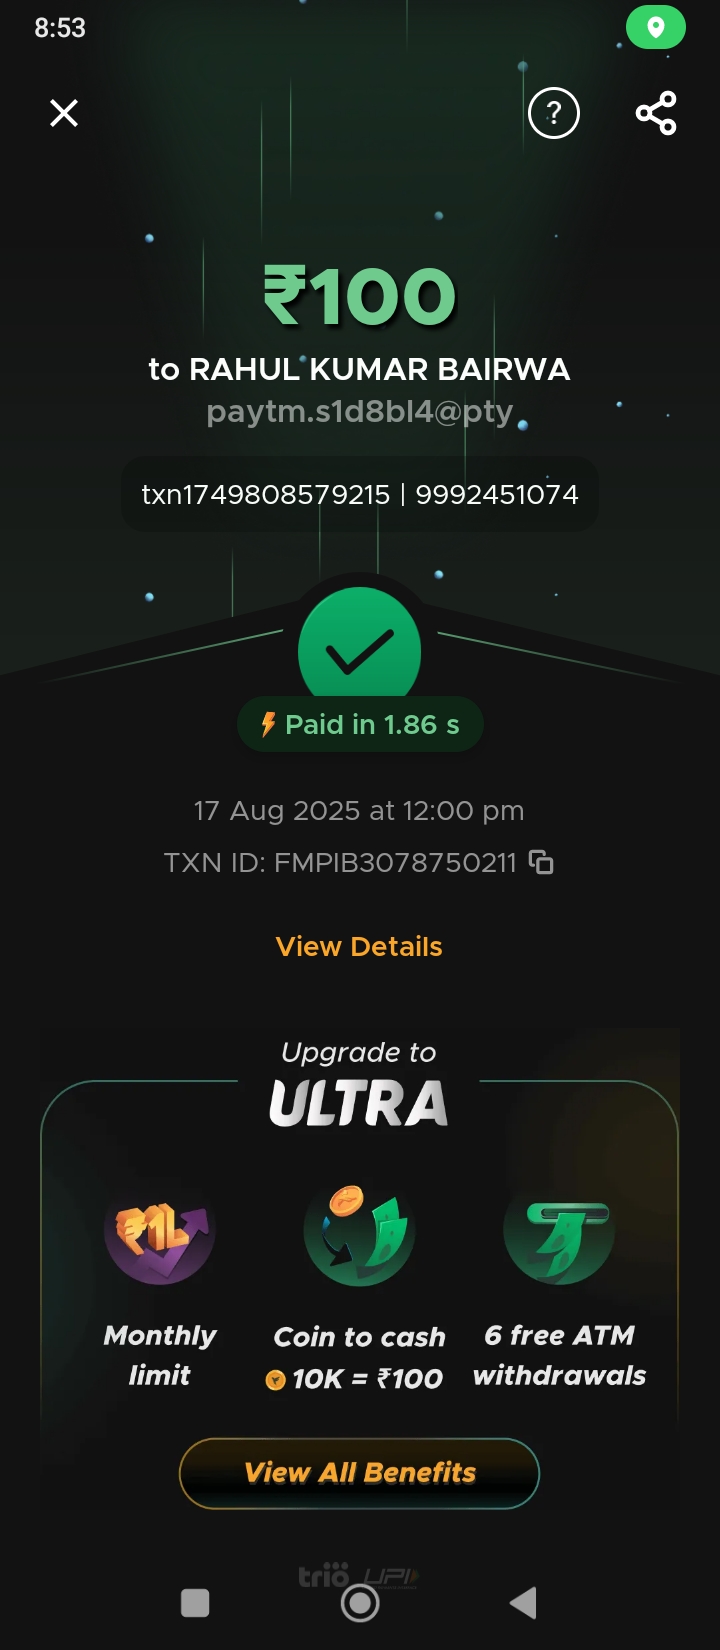 8:53
?
₹100
to RAHUL KUMAR BAIRWA
paytm.s1d8bl4@pty
txn1749808579215 | 9992451074
Paid in 1.86 s
17 Aug 2025 at 12:00 pm
TXN ID: FMPIB3078750211
View Details
Upgrade to
ULTRA
₹1L
Monthly limit
Coin to cash
10K = ₹100
6 free ATM
withdrawals
View All Benefits
trio UPI